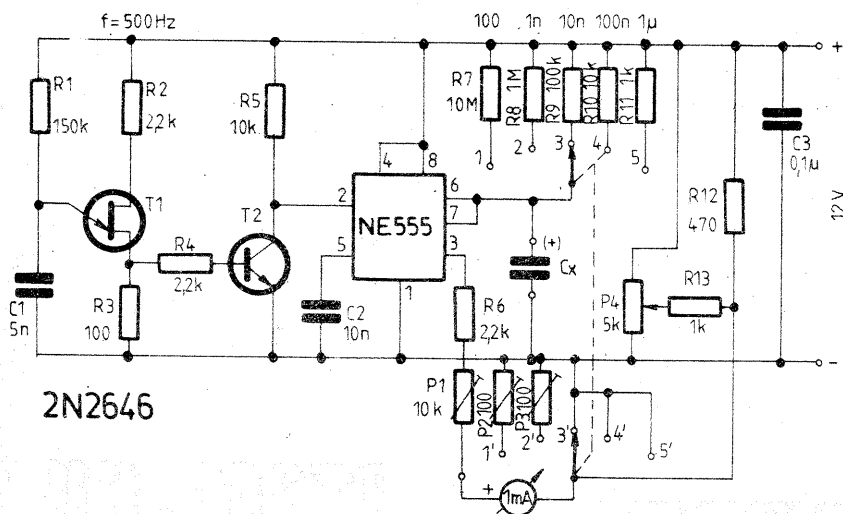 f=500Hz
100 1n 10n 100n 1µ
R1
150k
R2
2,2k
R5
10k
R7
10M
R8 1M
R9 100k
R10 10k
R11 1k
+
1 2 3 4 5
4 8
C3
0,1µ
T1
T2
2
NE555
6
7
R12
470
12V
5
3
(+)
Cx
R4
2,2k
C1
5n
R3
100
C2
10n
1
R6
2,2k
P4
5k
R13
1k
-
2N2646
P1
10k
P2 100
P3 100
1' 2' 3' 4' 5'
+
1mA